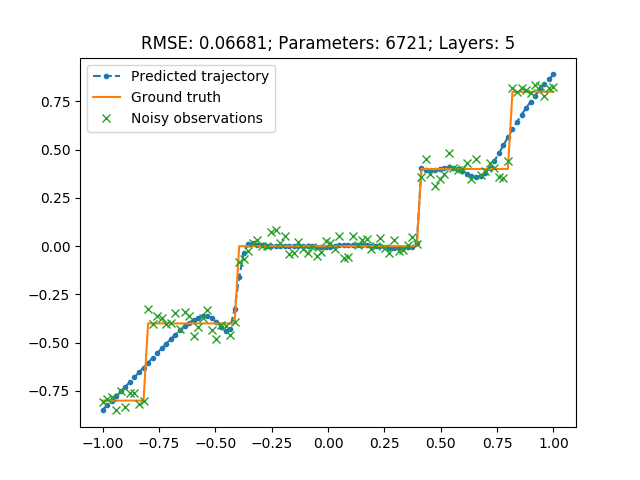 RMSE: 0.06681; Parameters: 6721; Layers: 5
Predicted trajectory
Ground truth
Noisy observations
0.75
0.50
0.25
0.00
−0.25
−0.50
−0.75
−1.00 −0.75 −0.50 −0.25 0.00 0.25 0.50 0.75 1.00